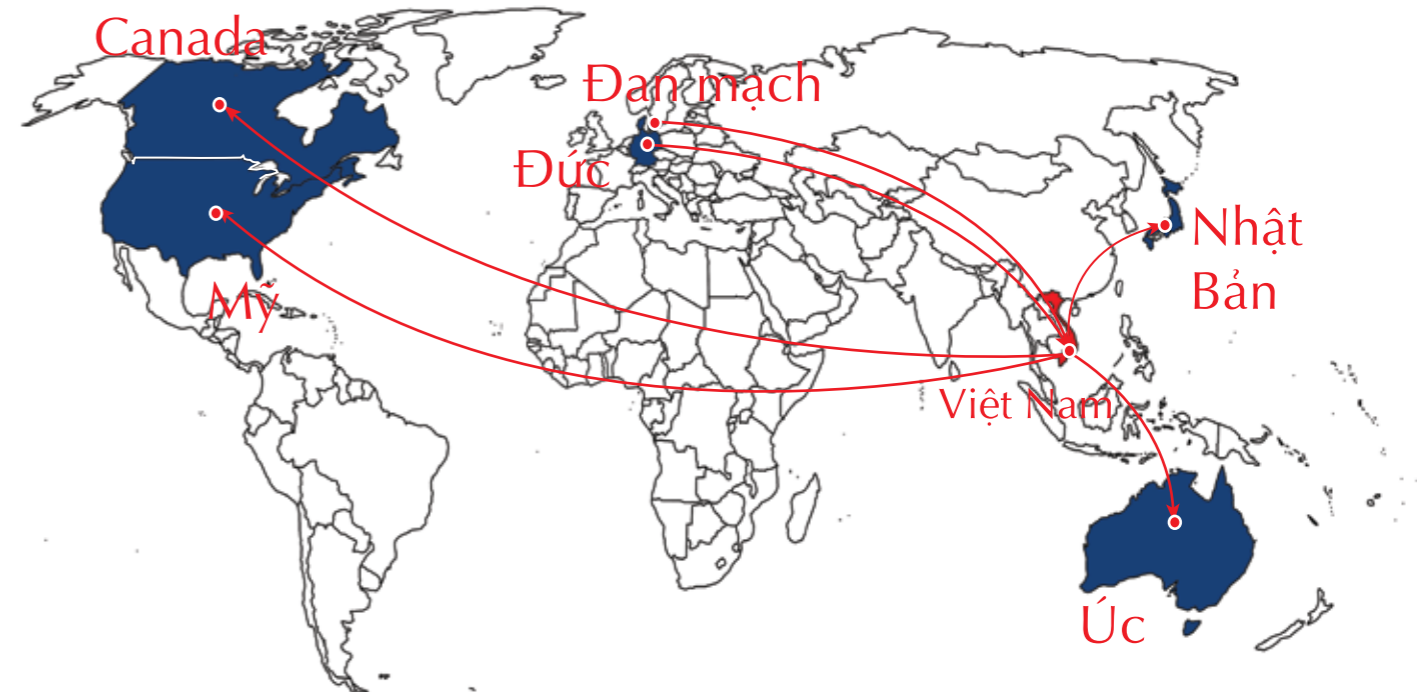 Canada
Đan mạch
Đức
Nhật
Bản
Mỹ
Việt Nam
Úc